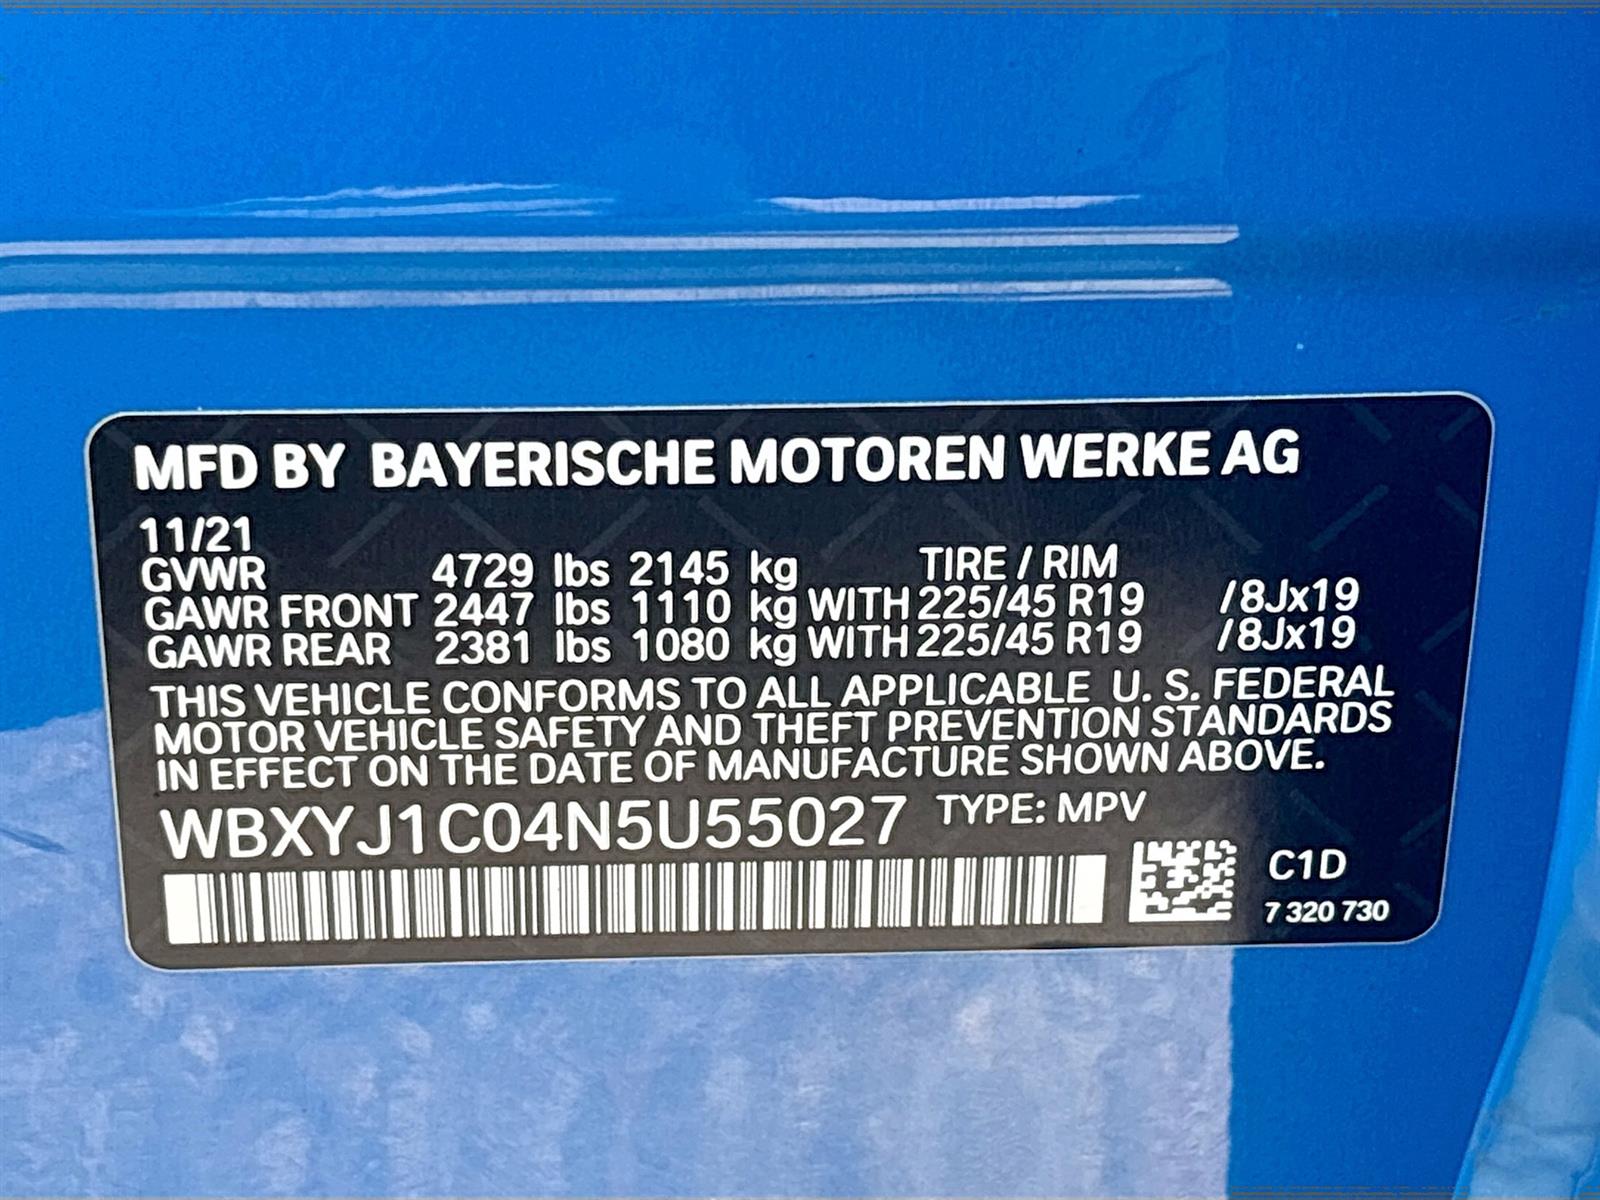 MFD BY BAYERISCHE MOTOREN WERKE AG
11/21
GVWR 4729 lbs 2145 kg TIRE / RIM
GAWR FRONT 2447 lbs 1110 kg WITH 225/45 R19 /8Jx19
GAWR REAR 2381 lbs 1080 kg WITH 225/45 R19 /8Jx19
THIS VEHICLE CONFORMS TO ALL APPLICABLE U. S. FEDERAL
MOTOR VEHICLE SAFETY AND THEFT PREVENTION STANDARDS
IN EFFECT ON THE DATE OF MANUFACTURE SHOWN ABOVE.
WBXYJ1C04N5U55027 TYPE: MPV
C1D
7 320 730